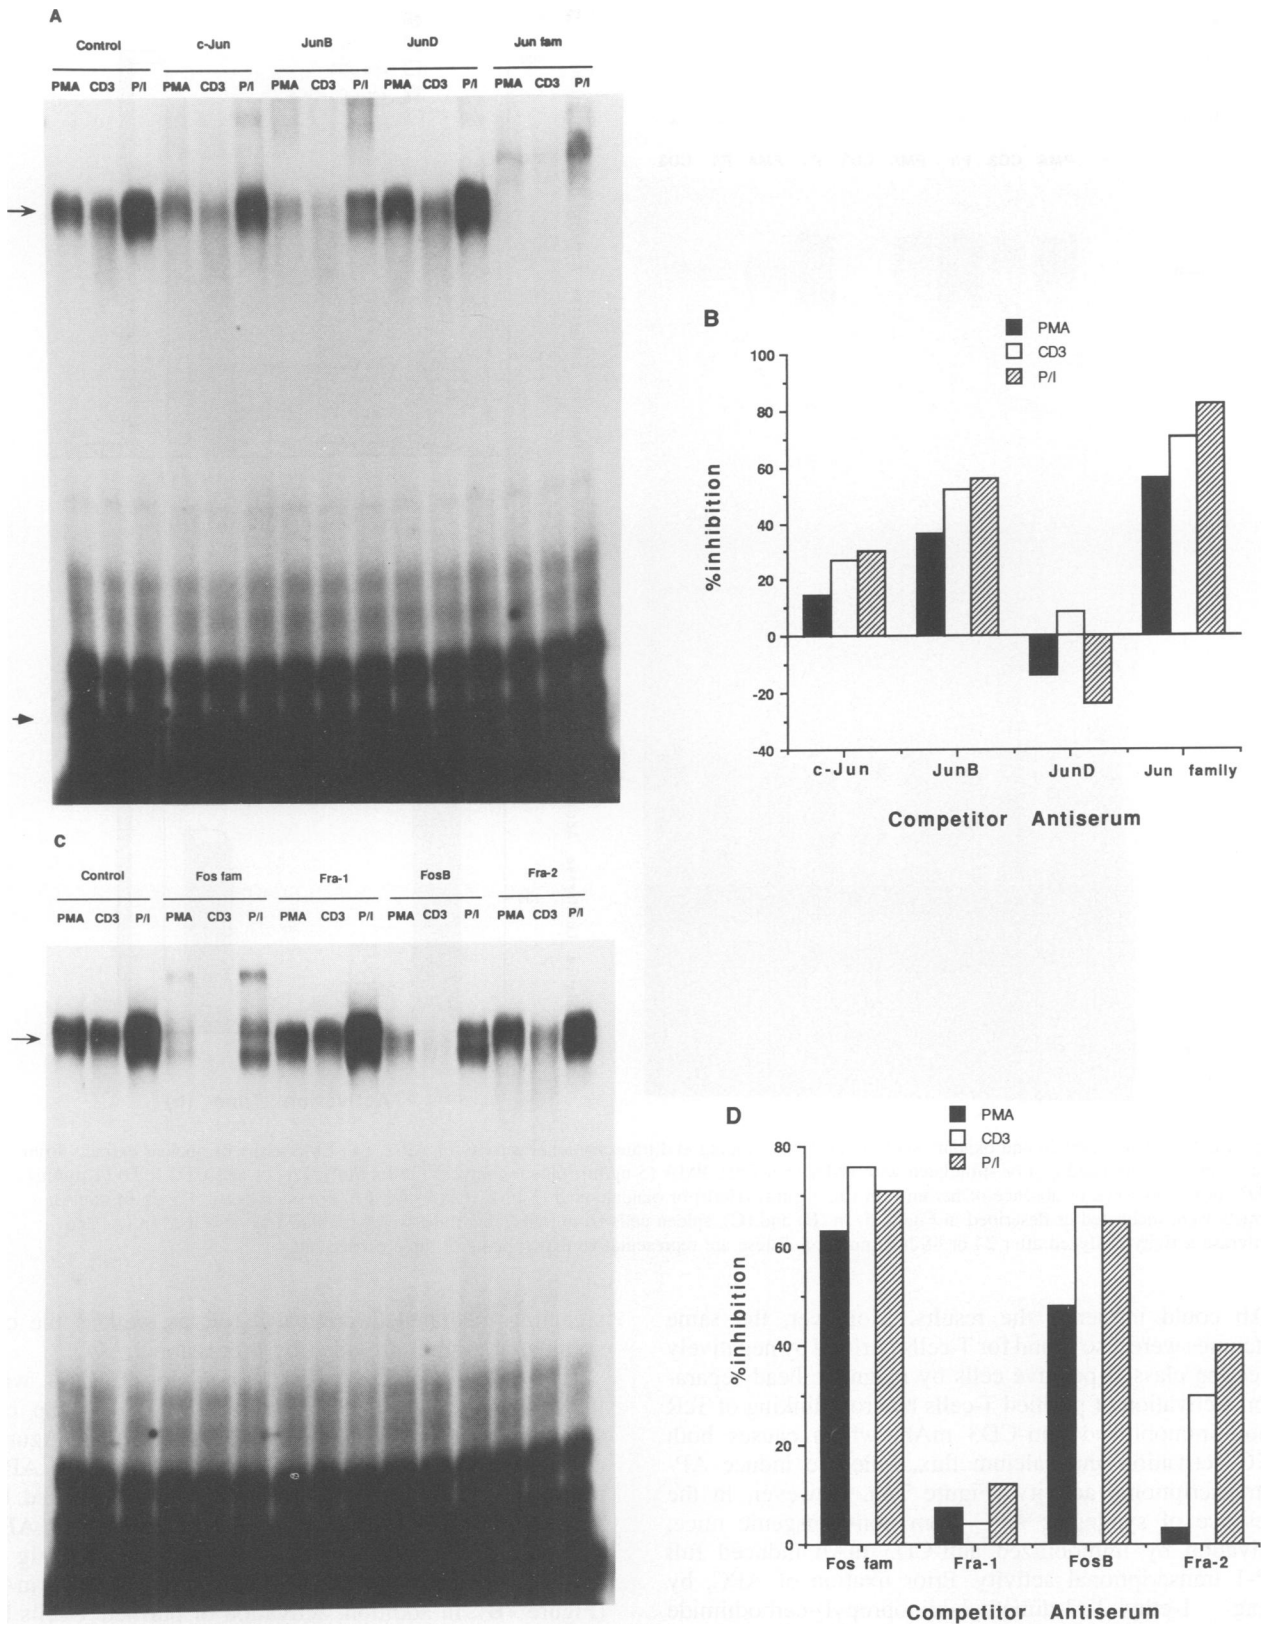 A
Control c-Jun JunB JunD Jun fam
PMA CD3 P/I PMA CD3 P/I PMA CD3 P/I PMA CD3 P/I PMA CD3 P/I
B
PMA
CD3
P/I
100
80
60
40
20
0
-20
-40
%inhibition
c-Jun JunB JunD Jun family
Competitor Antiserum
C
Control Fos fam Fra-1 FosB Fra-2
PMA CD3 P/I PMA CD3 P/I PMA CD3 P/I PMA CD3 P/I PMA CD3 P/I
D
PMA
CD3
P/I
80
60
40
20
0
%inhibition
Fos fam Fra-1 FosB Fra-2
Competitor Antiserum